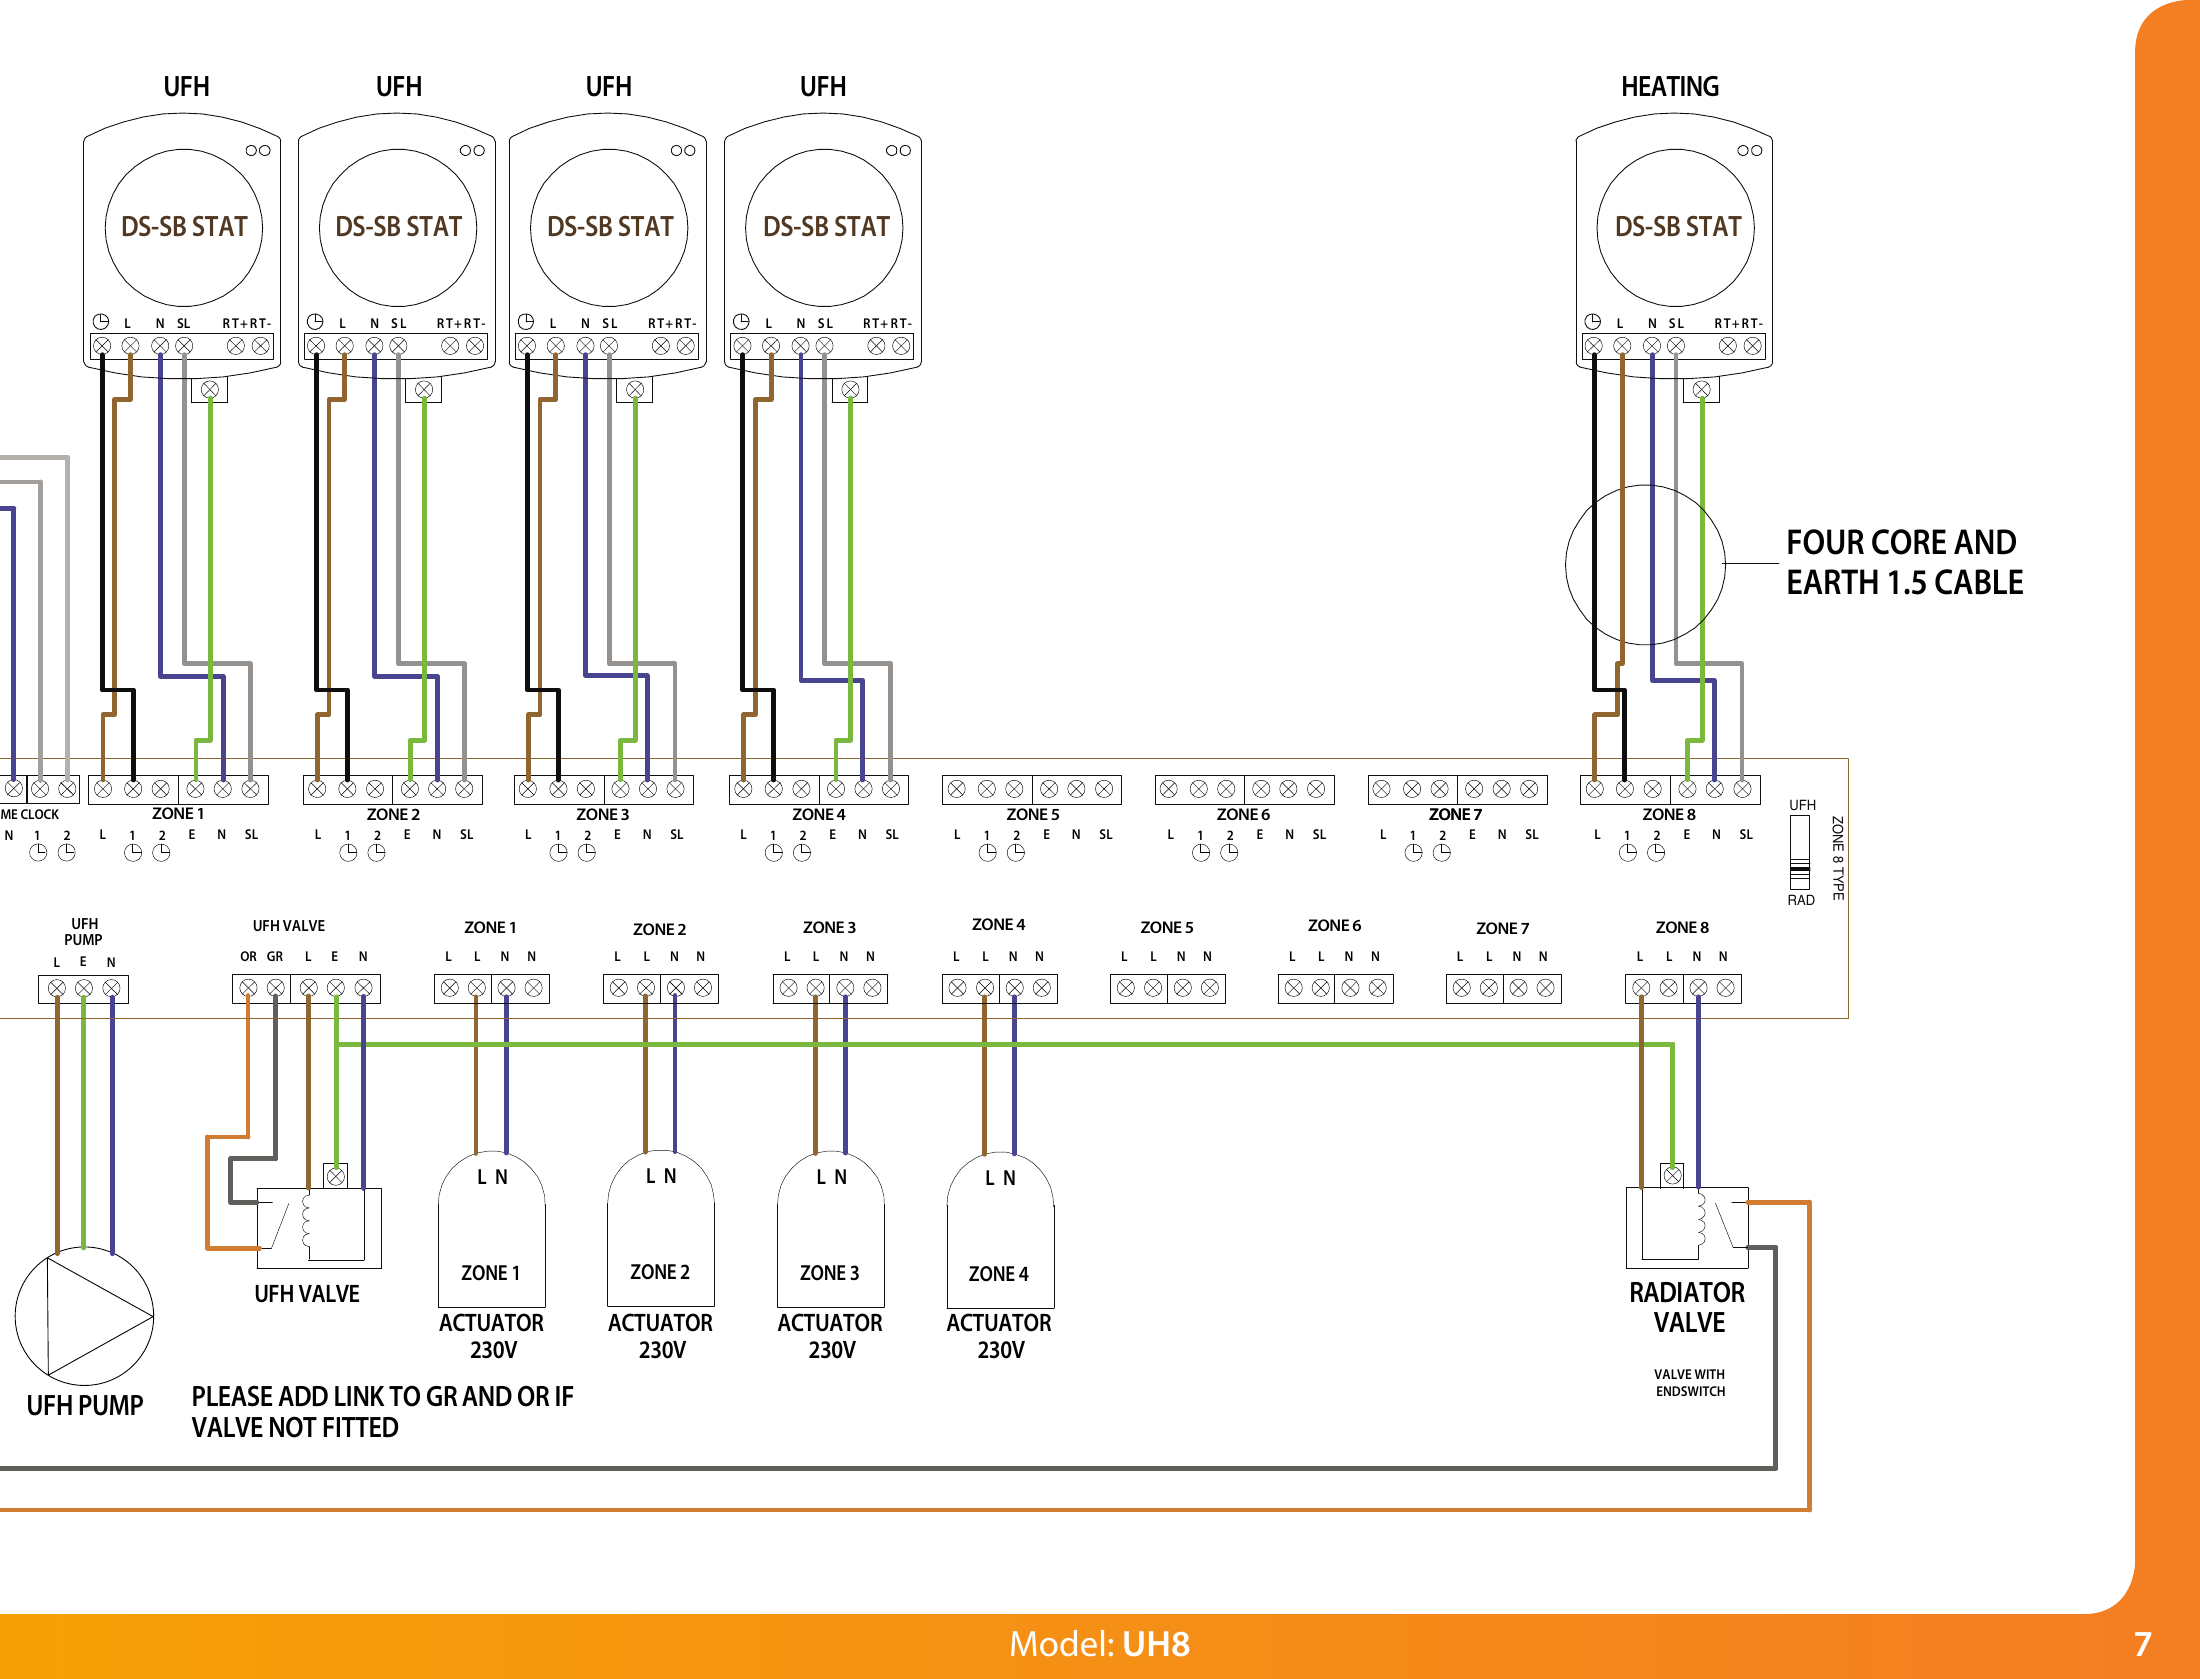 UFH UFH UFH UFH HEATING
DS-SB STAT DS-SB STAT DS-SB STAT DS-SB STAT DS-SB STAT
L N SL RT+RT- L N SL RT+RT- L N SL RT+RT- L N SL RT+RT- L N SL RT+RT-
FOUR CORE AND
EARTH 1.5 CABLE
ME CLOCK ZONE 1 ZONE 2 ZONE 3 ZONE 4 ZONE 5 ZONE 6 ZONE 7 ZONE 8
N 1 2 L 1 2 E N SL L 1 2 E N SL L 1 2 E N SL L 1 2 E N SL L 1 2 E N SL L 1 2 E N SL L 1 2 E N SL L 1 2 E N SL
UFH
RAD
ZONE 8 TYPE
UFH
PUMP
L E N
UFH VALVE
OR GR L E N
ZONE 1 ZONE 2 ZONE 3 ZONE 4 ZONE 5 ZONE 6 ZONE 7 ZONE 8
L L N N L L N N L L N N L L N N L L N N L L N N L L N N L L N N
L N L N L N L N
ZONE 1 ZONE 2 ZONE 3 ZONE 4
UFH VALVE
ACTUATOR
230V
ACTUATOR
230V
ACTUATOR
230V
ACTUATOR
230V
RADIATOR
VALVE
VALVE WITH
ENDSWITCH
UFH PUMP
PLEASE ADD LINK TO GR AND OR IF
VALVE NOT FITTED
Model: UH8
7